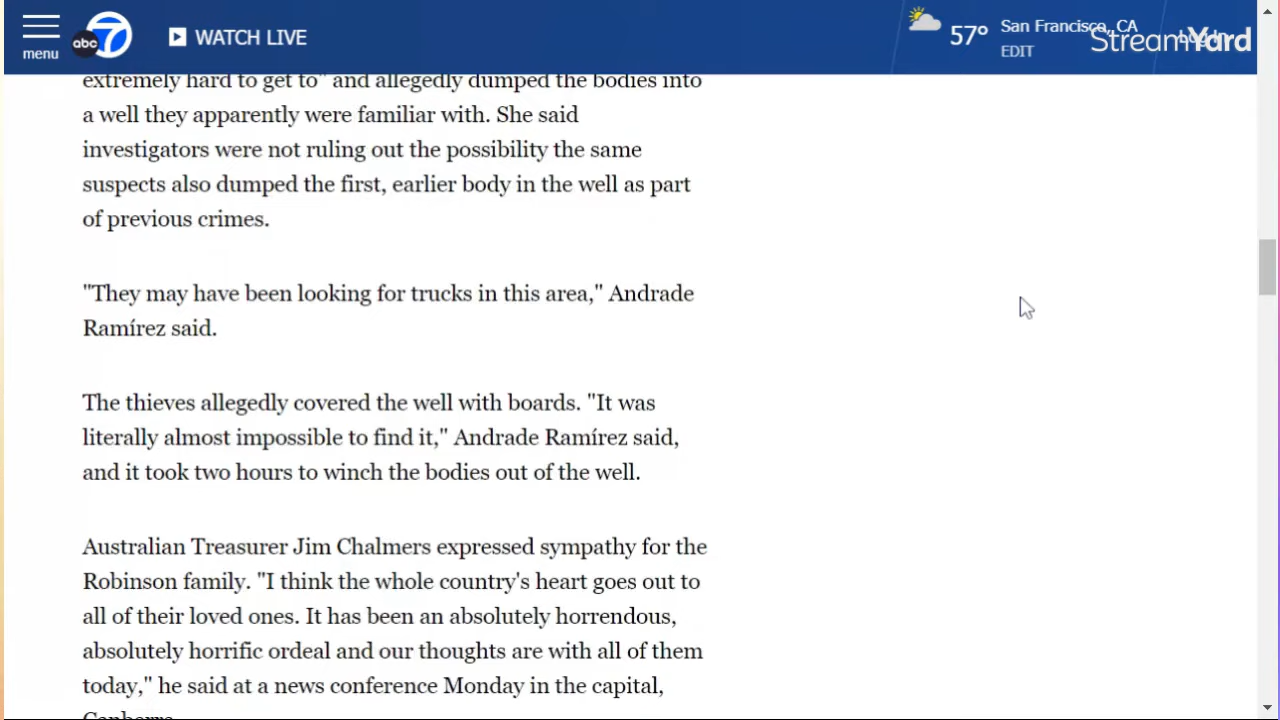 menu
abc 7
WATCH LIVE
57°
San Francisco, CA
EDIT
StreamYard
extremely hard to get to" and allegedly dumped the bodies into
a well they apparently were familiar with. She said
investigators were not ruling out the possibility the same
suspects also dumped the first, earlier body in the well as part
of previous crimes.
"They may have been looking for trucks in this area," Andrade
Ramírez said.
The thieves allegedly covered the well with boards. "It was
literally almost impossible to find it," Andrade Ramírez said,
and it took two hours to winch the bodies out of the well.
Australian Treasurer Jim Chalmers expressed sympathy for the
Robinson family. "I think the whole country's heart goes out to
all of their loved ones. It has been an absolutely horrendous,
absolutely horrific ordeal and our thoughts are with all of them
today," he said at a news conference Monday in the capital,
Canberra